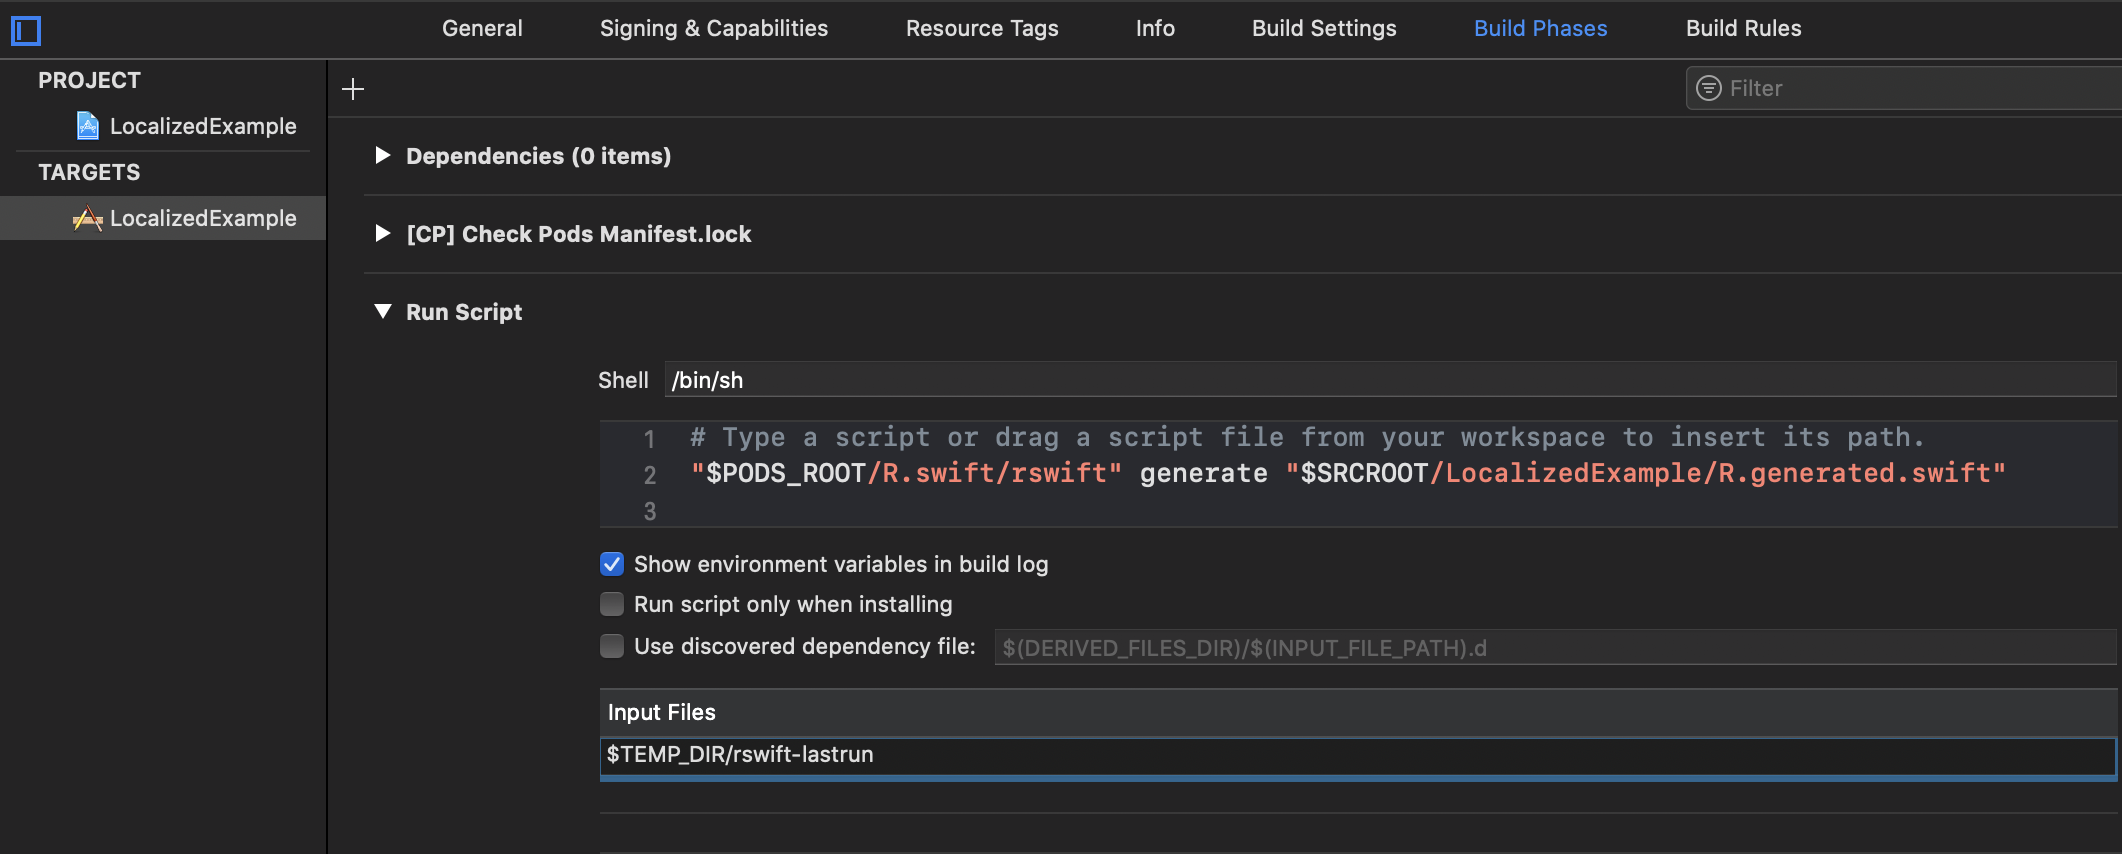 General Signing & Capabilities Resource Tags Info Build Settings Build Phases Build Rules
PROJECT
LocalizedExample
TARGETS
LocalizedExample
Filter
Dependencies (0 items)
[CP] Check Pods Manifest.lock
Run Script
Shell /bin/sh
1 # Type a script or drag a script file from your workspace to insert its path.
2 "$PODS_ROOT/R.swift/rswift" generate "$SRCROOT/LocalizedExample/R.generated.swift"
3
Show environment variables in build log
Run script only when installing
Use discovered dependency file: $(DERIVED_FILES_DIR)/$(INPUT_FILE_PATH).d
Input Files
$TEMP_DIR/rswift-lastrun